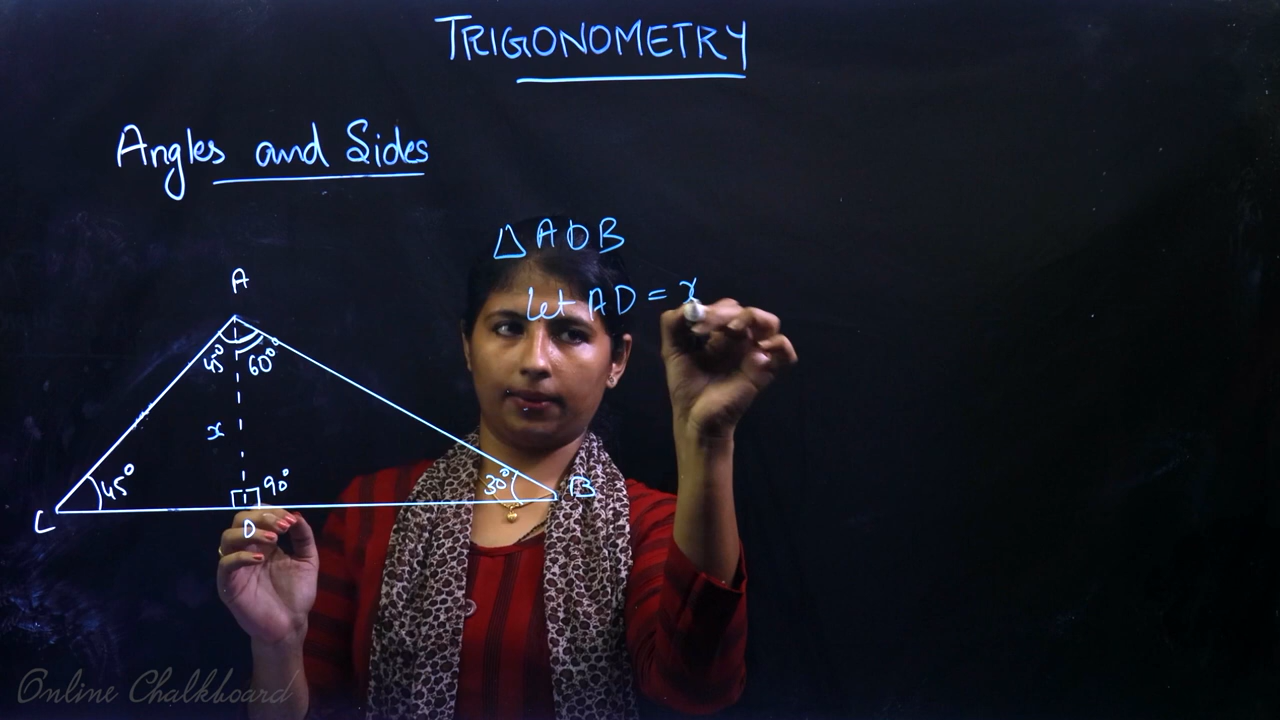 TRIGONOMETRY
Angles and Sides
△ ADB
let AD = x
A
45° 60°
x
45° 90° 30° B
C
D
Online Chalkboard